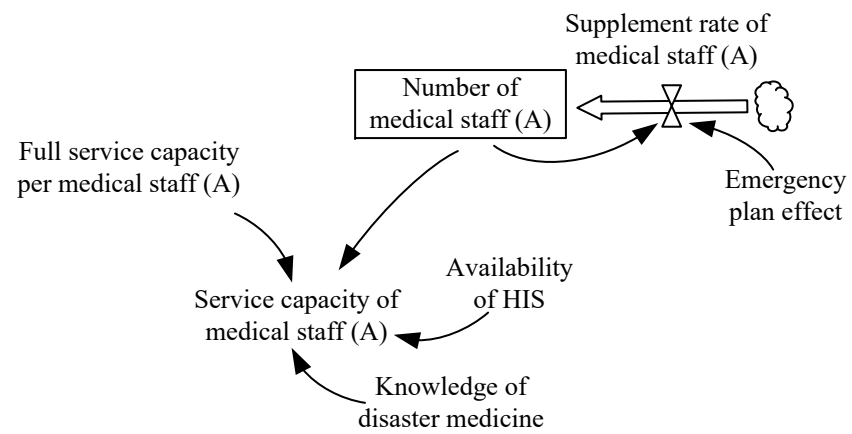 Supplement rate of
medical staff (A)
Number of
medical staff (A)
Full service capacity
per medical staff (A)
Emergency
plan effect
Availability
of HIS
Service capacity of
medical staff (A)
Knowledge of
disaster medicine